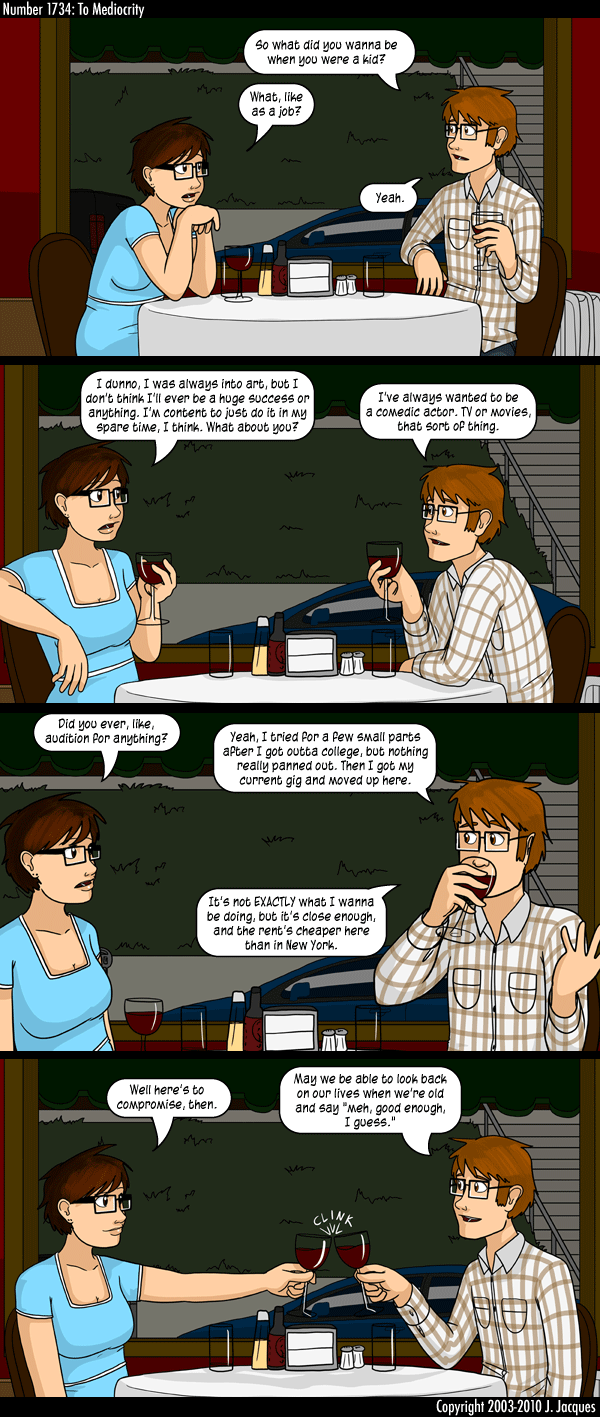 Number 1734: To Mediocrity
So what did you wanna be
when you were a kid?
What, like
as a job?
Yeah.
I dunno, I was always into art, but I
don't think I'll ever be a huge success or
anything. I'm content to just do it in my
spare time, I think. What about you?
I've always wanted to be
a comedic actor. TV or movies,
that sort of thing.
Did you ever, like,
audition for anything?
Yeah, I tried for a few small parts
after I got outta college, but nothing
really panned out. Then I got my
current gig and moved up here.
It's not EXACTLY what I wanna
be doing, but it's close enough,
and the rent's cheaper here
than in New York.
Well here's to
compromise, then.
May we be able to look back
on our lives when we're old
and say "meh, good enough,
I guess."
CLINK
Copyright 2003-2010 J. Jacques